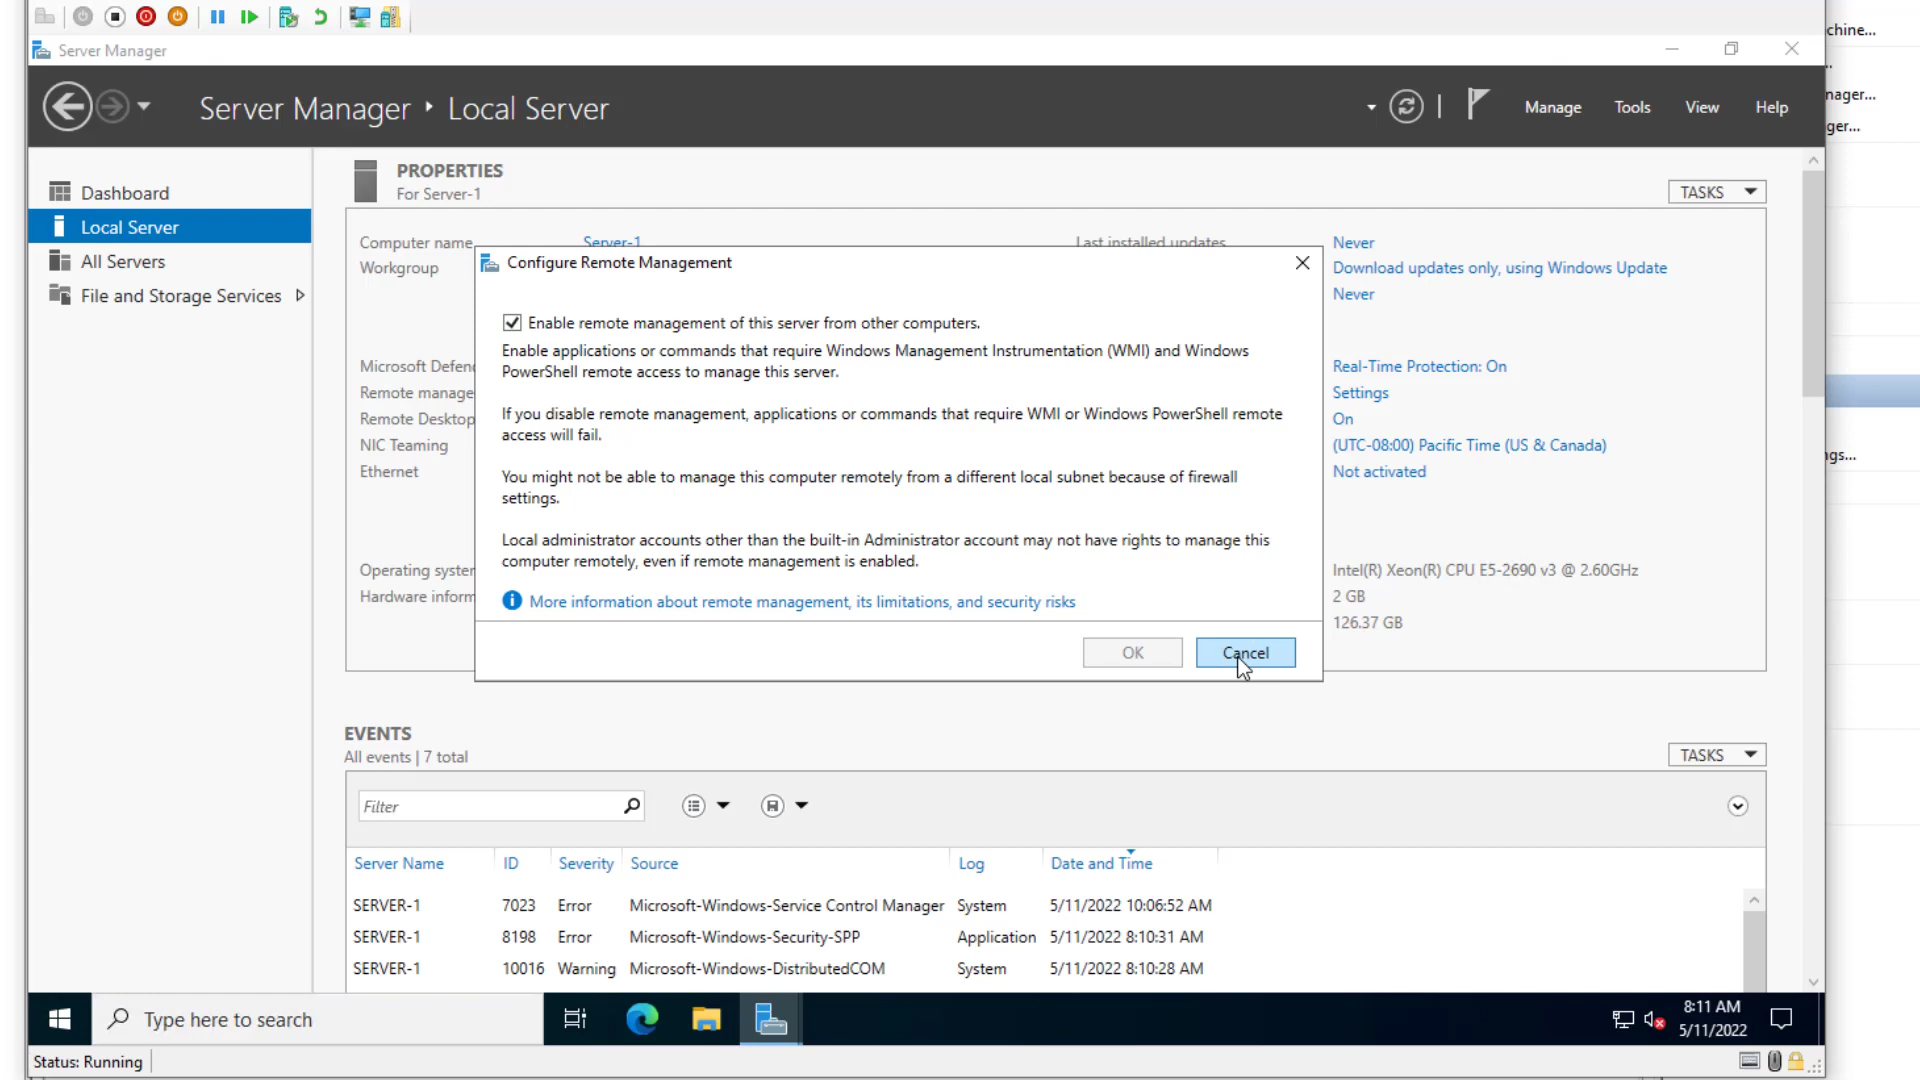 chine...
Server Manager
Server Manager • Local Server
Manage Tools View Help
nager...
ger...
Dashboard
Local Server
All Servers
File and Storage Services
PROPERTIES
For Server-1
TASKS
Computer name Server-1 Last installed updates Never
Workgroup Download updates only, using Windows Update
Never
Microsoft Defen Real-Time Protection: On
Remote manage Settings
Remote Desktop On
NIC Teaming (UTC-08:00) Pacific Time (US & Canada)
Ethernet Not activated
ngs...
Operating syster Intel(R) Xeon(R) CPU E5-2690 v3 @ 2.60GHz
Hardware inform 2 GB
126.37 GB
Configure Remote Management
Enable remote management of this server from other computers.
Enable applications or commands that require Windows Management Instrumentation (WMI) and Windows
PowerShell remote access to manage this server.
If you disable remote management, applications or commands that require WMI or Windows PowerShell remote
access will fail.
You might not be able to manage this computer remotely from a different local subnet because of firewall
settings.
Local administrator accounts other than the built-in Administrator account may not have rights to manage this
computer remotely, even if remote management is enabled.
More information about remote management, its limitations, and security risks
OK Cancel
EVENTS
All events | 7 total
TASKS
Filter
Server Name ID Severity Source Log Date and Time
SERVER-1 7023 Error Microsoft-Windows-Service Control Manager System 5/11/2022 10:06:52 AM
SERVER-1 8198 Error Microsoft-Windows-Security-SPP Application 5/11/2022 8:10:31 AM
SERVER-1 10016 Warning Microsoft-Windows-DistributedCOM System 5/11/2022 8:10:28 AM
Type here to search
8:11 AM
5/11/2022
Status: Running